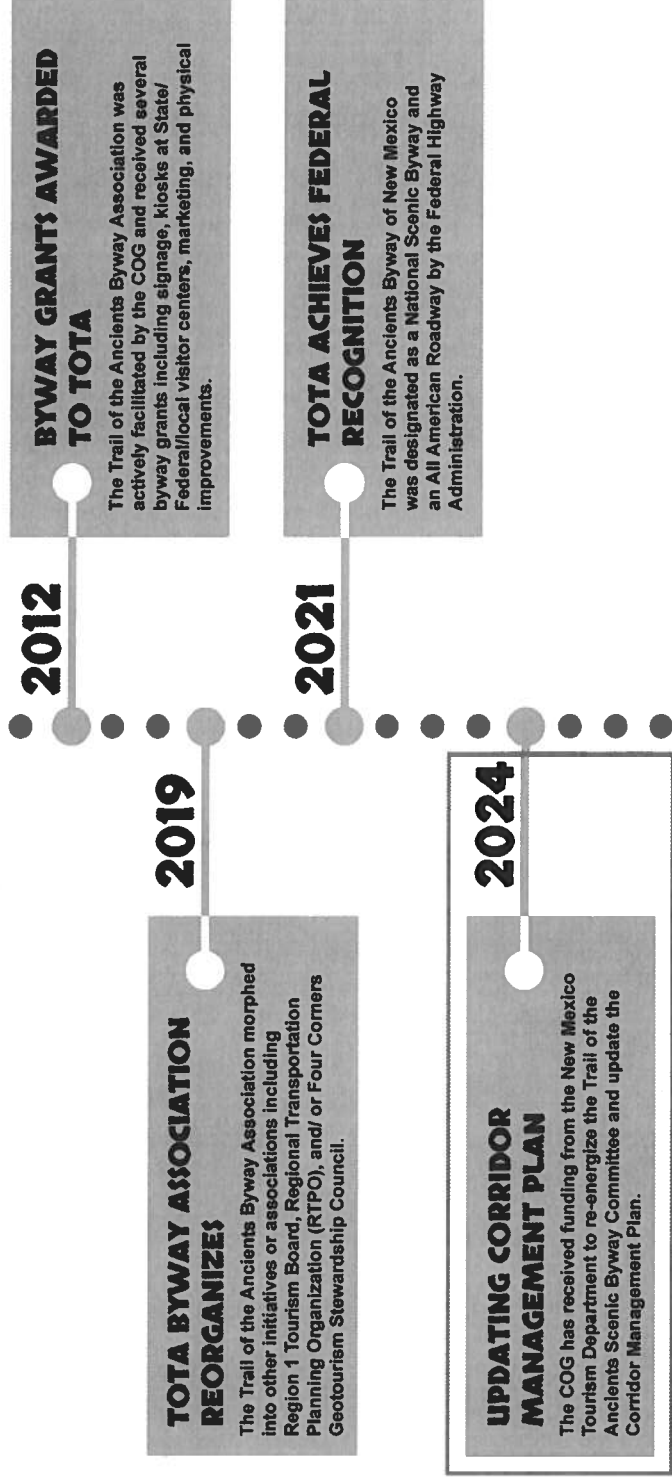 2012
BYWAY GRANTS AWARDED
TO TOTA
The Trail of the Ancients Byway Association was
actively facilitated by the COG and received several
byway grants including signage, kiosks at State/
Federal/local visitor centers, marketing, and physical
improvements.
2019
TOTA BYWAY ASSOCIATION
REORGANIZES
The Trail of the Ancients Byway Association morphed
into other initiatives or associations including
Region 1 Tourism Board, Regional Transportation
Planning Organization (RTPO), and/ or Four Corners
Geotourism Stewardship Council.
2021
TOTA ACHIEVES FEDERAL
RECOGNITION
The Trail of the Ancients Byway of New Mexico
was designated as a National Scenic Byway and
an All American Roadway by the Federal Highway
Administration.
2024
UPDATING CORRIDOR
MANAGEMENT PLAN
The COG has received funding from the New Mexico
Tourism Department to re-energize the Trail of the
Ancients Scenic Byway Committee and update the
Corridor Management Plan.